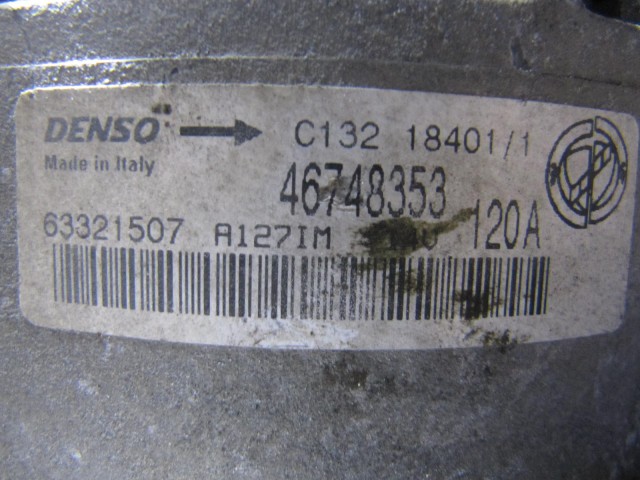 DENSO C132 18401/1
Made in Italy
46748353
63321507 A127IM 120A